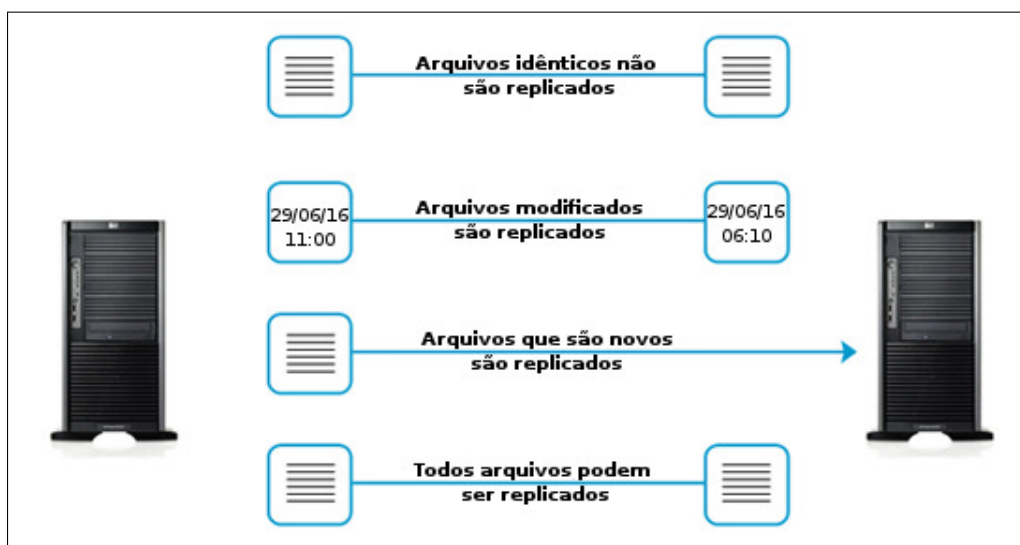 Arquivos idênticos não
são replicados
29/06/16
11:00
Arquivos modificados
são replicados
29/06/16
06:10
Arquivos que são novos
são replicados
Todos arquivos podem
ser replicados